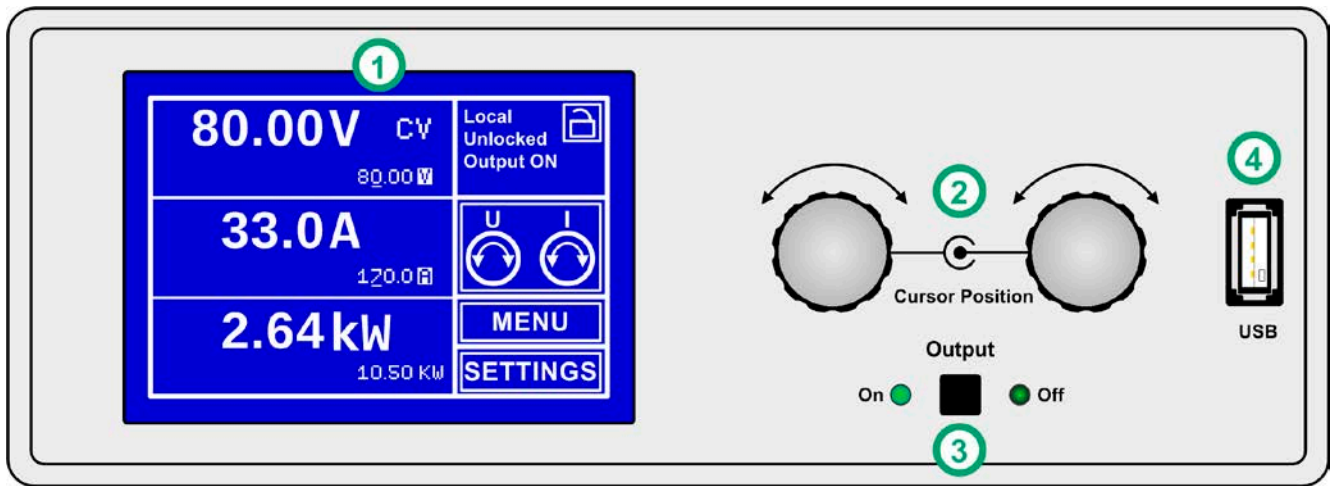 1
80.00V CV
80.00 V
Local
Unlocked
Output ON
33.0A
170.0 A
U I
2.64kW
10.50 KW
MENU
SETTINGS
2
Cursor Position
Output
On Off
3
4
USB